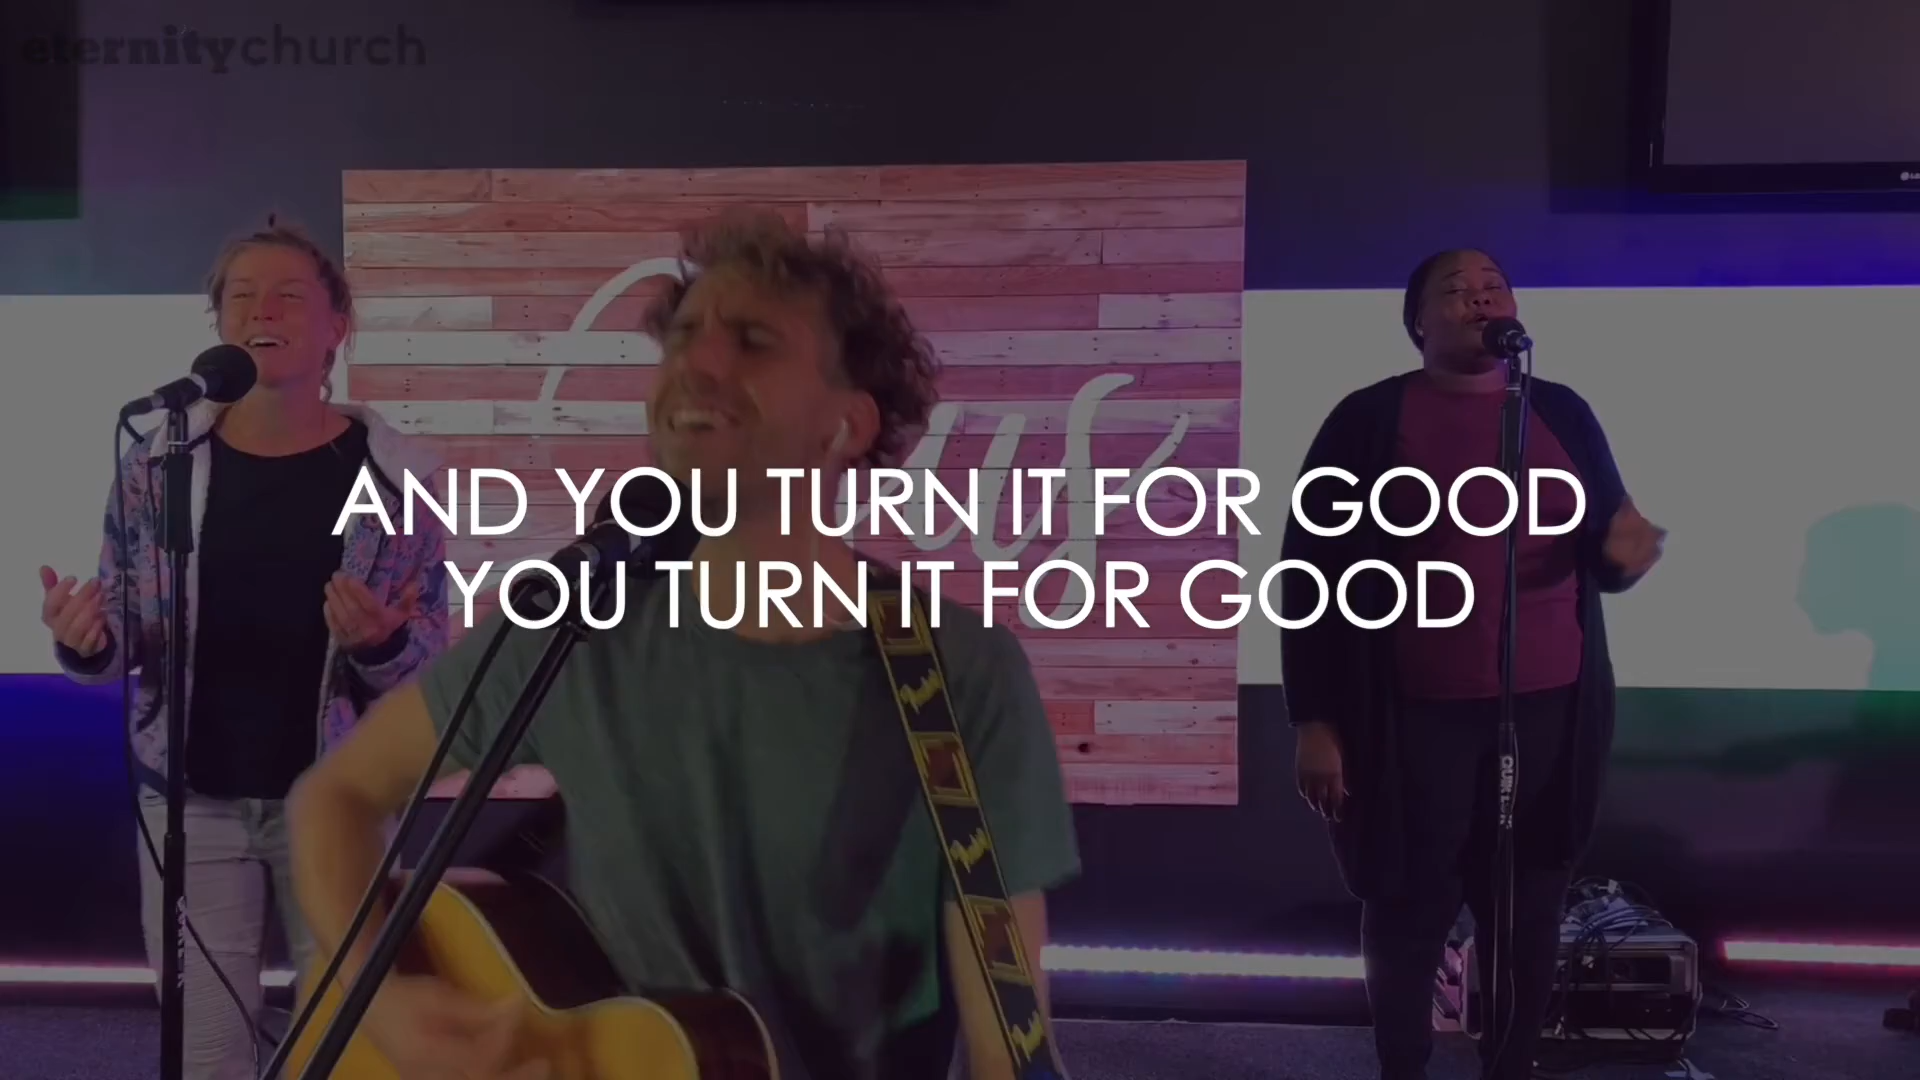 eternitychurch
AND YOU TURN IT FOR GOOD
YOU TURN IT FOR GOOD